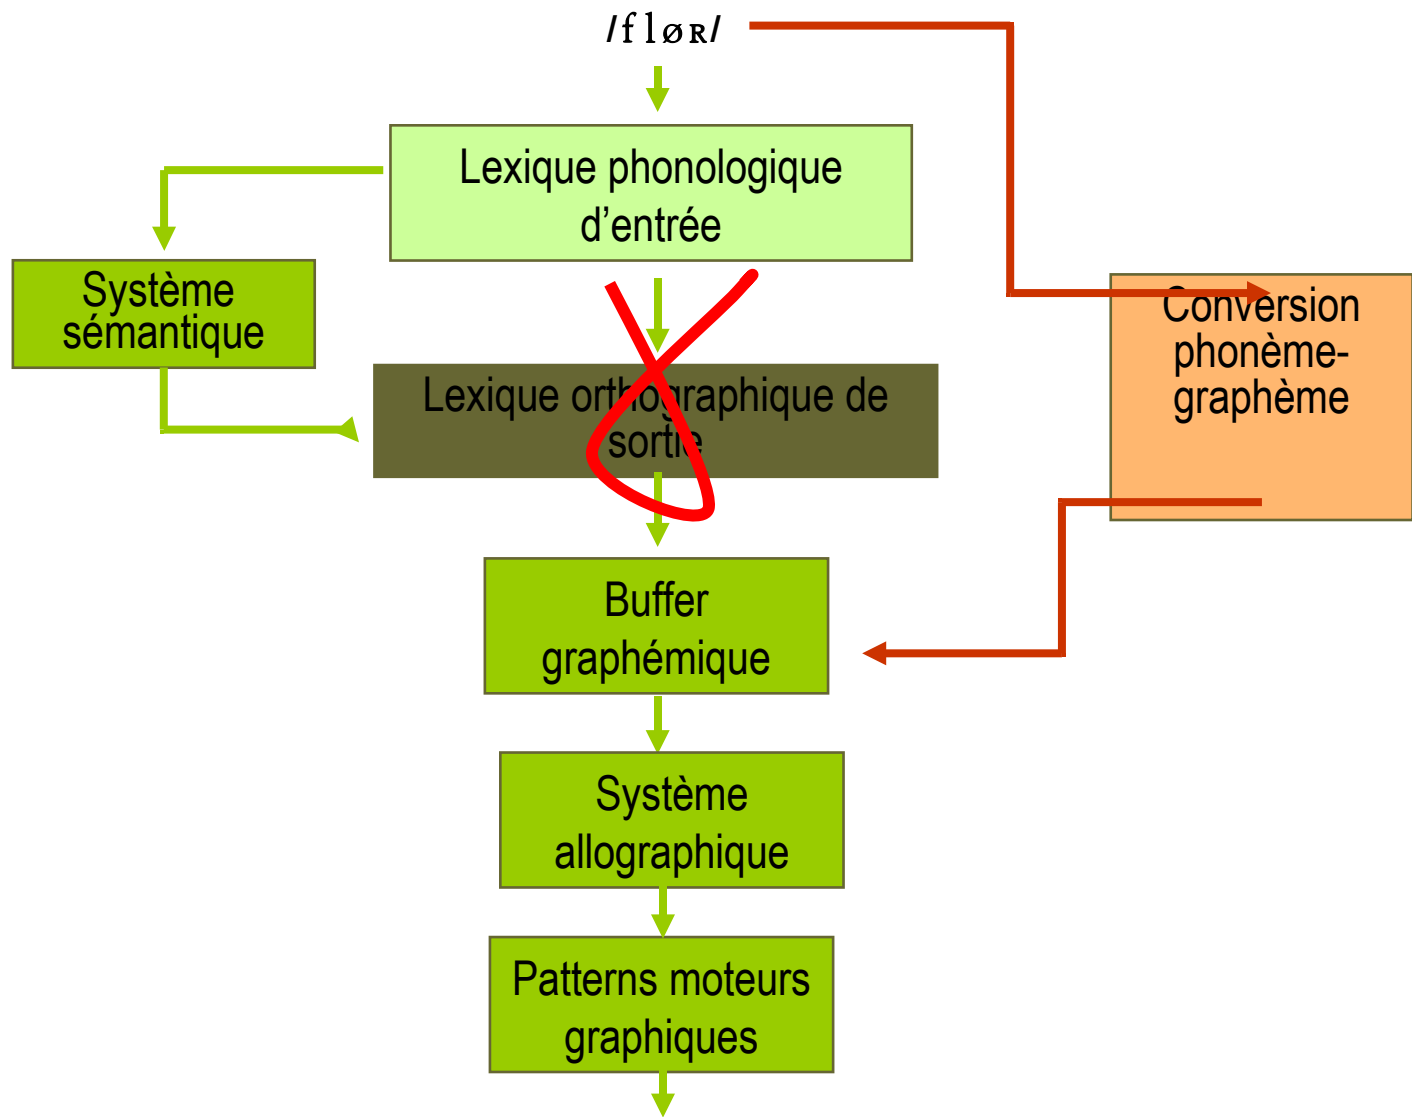 /fløʀ/
Lexique phonologique
d’entrée
Système
sémantique
Lexique orthographique de
sortie
Conversion
phonème-
graphème
Buffer
graphémique
Système
allographique
Patterns moteurs
graphiques